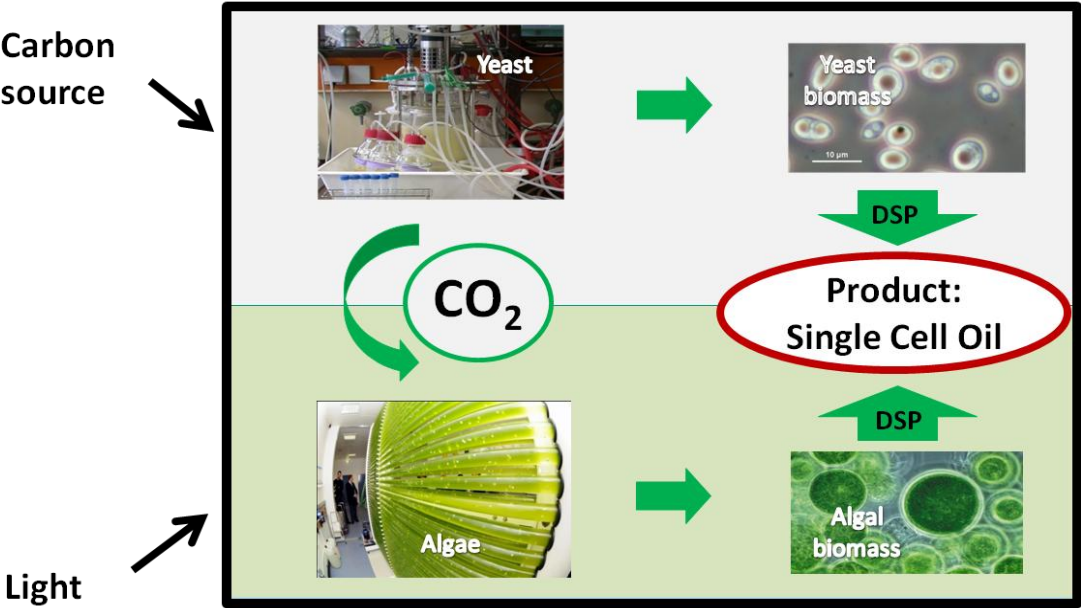 Carbon
source
Yeast
Yeast
biomass
10 µm
DSP
CO₂
Product:
Single Cell Oil
DSP
Algae
Algal
biomass
Light